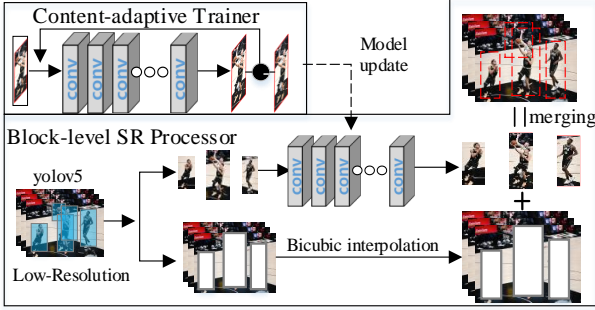 Content-adaptive Trainer
conv
conv
conv
conv
Model
update
||merging
Block-level SR Processor
yolov5
conv
conv
conv
conv
+
Bicubic interpolation
Low-Resolution